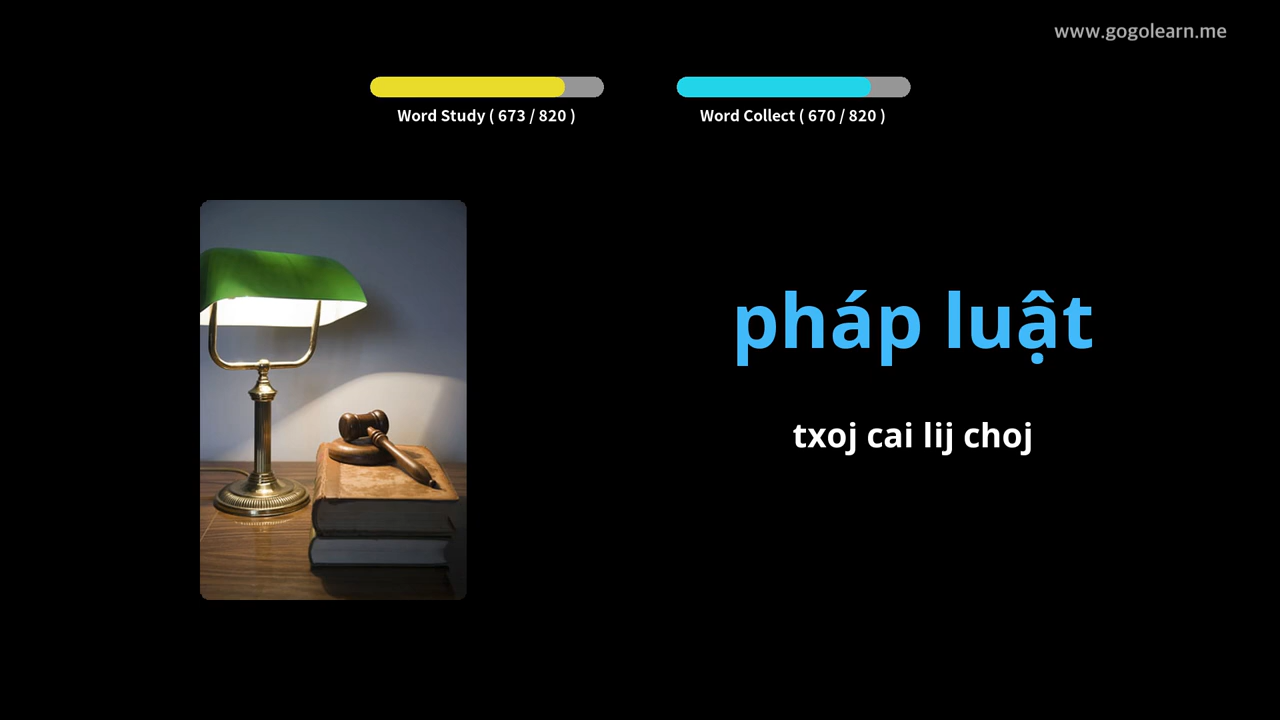 www.gogolearn.me
Word Study ( 673 / 820 )
Word Collect ( 670 / 820 )
pháp luật
txoj cai lij choj